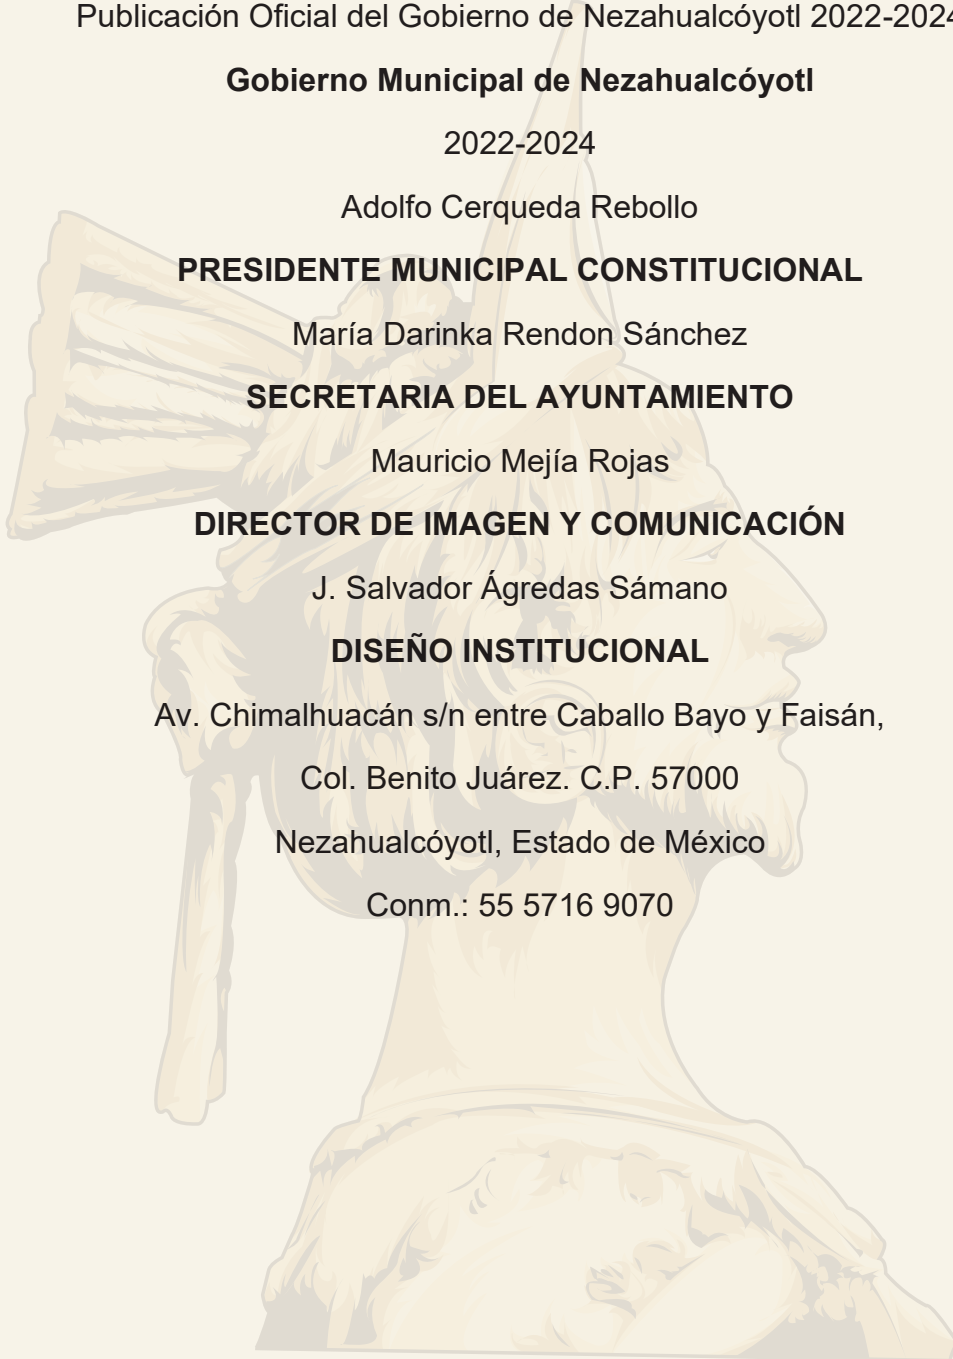 Publicación Oficial del Gobierno de Nezahualcóyotl 2022-2024
Gobierno Municipal de Nezahualcóyotl
2022-2024
Adolfo Cerqueda Rebollo
PRESIDENTE MUNICIPAL CONSTITUCIONAL
María Darinka Rendon Sánchez
SECRETARIA DEL AYUNTAMIENTO
Mauricio Mejía Rojas
DIRECTOR DE IMAGEN Y COMUNICACIÓN
J. Salvador Ágredas Sámano
DISEÑO INSTITUCIONAL
Av. Chimalhuacán s/n entre Caballo Bayo y Faisán,
Col. Benito Juárez. C.P. 57000
Nezahualcóyotl, Estado de México
Conm.: 55 5716 9070